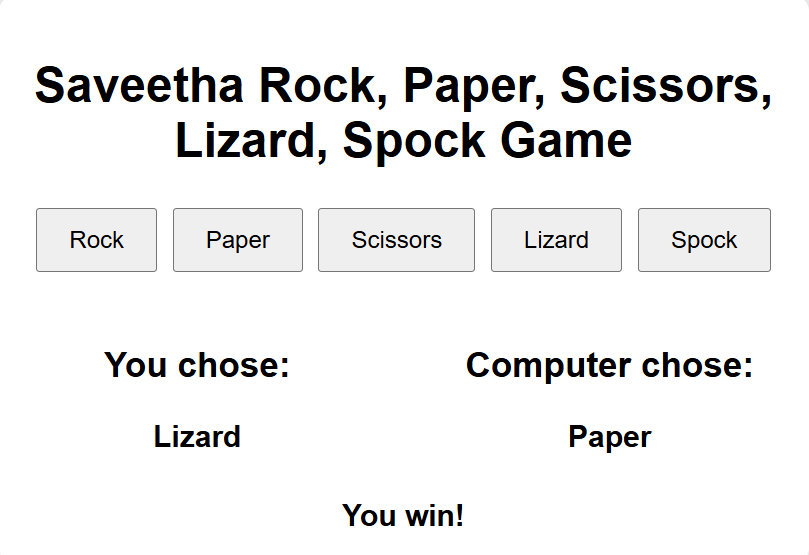 Saveetha Rock, Paper, Scissors,
Lizard, Spock Game
Rock Paper Scissors Lizard Spock
You chose: Computer chose:
Lizard Paper
You win!